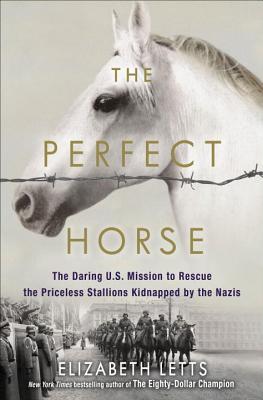 THE
PERFECT
HORSE
The Daring U.S. Mission to Rescue
the Priceless Stallions Kidnapped by the Nazis
ELIZABETH LETTS
New York Times bestselling author of The Eighty-Dollar Champion